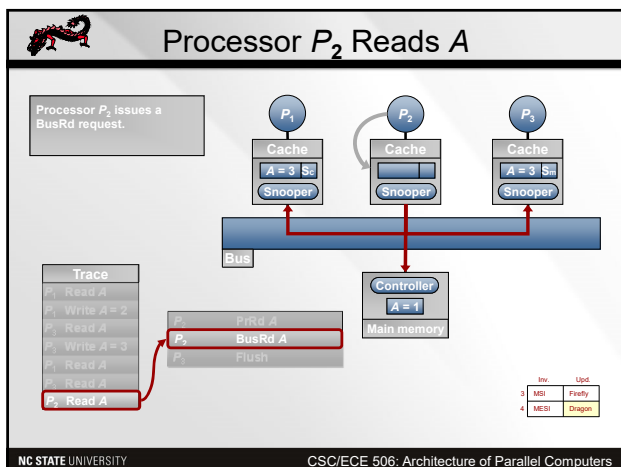 Processor P₂ Reads A
Processor P₂ issues a
BusRd request.
P₁
P₂
P₃
Cache
Cache
Cache
A = 3 Sc
A = 3 Sm
Snooper
Snooper
Snooper
Bus
Controller
A = 1
Main memory
Trace
P₁ Read A
P₁ Write A = 2
P₃ Read A
P₃ Write A = 3
P₁ Read A
Read A
P₂ Read A
P₂ PrRd A
P₂ BusRd A
P₃ Flush
Inv. Upd.
3 MSI Firefly
4 MESI Dragon
NC STATE UNIVERSITY
CSC/ECE 506: Architecture of Parallel Computers